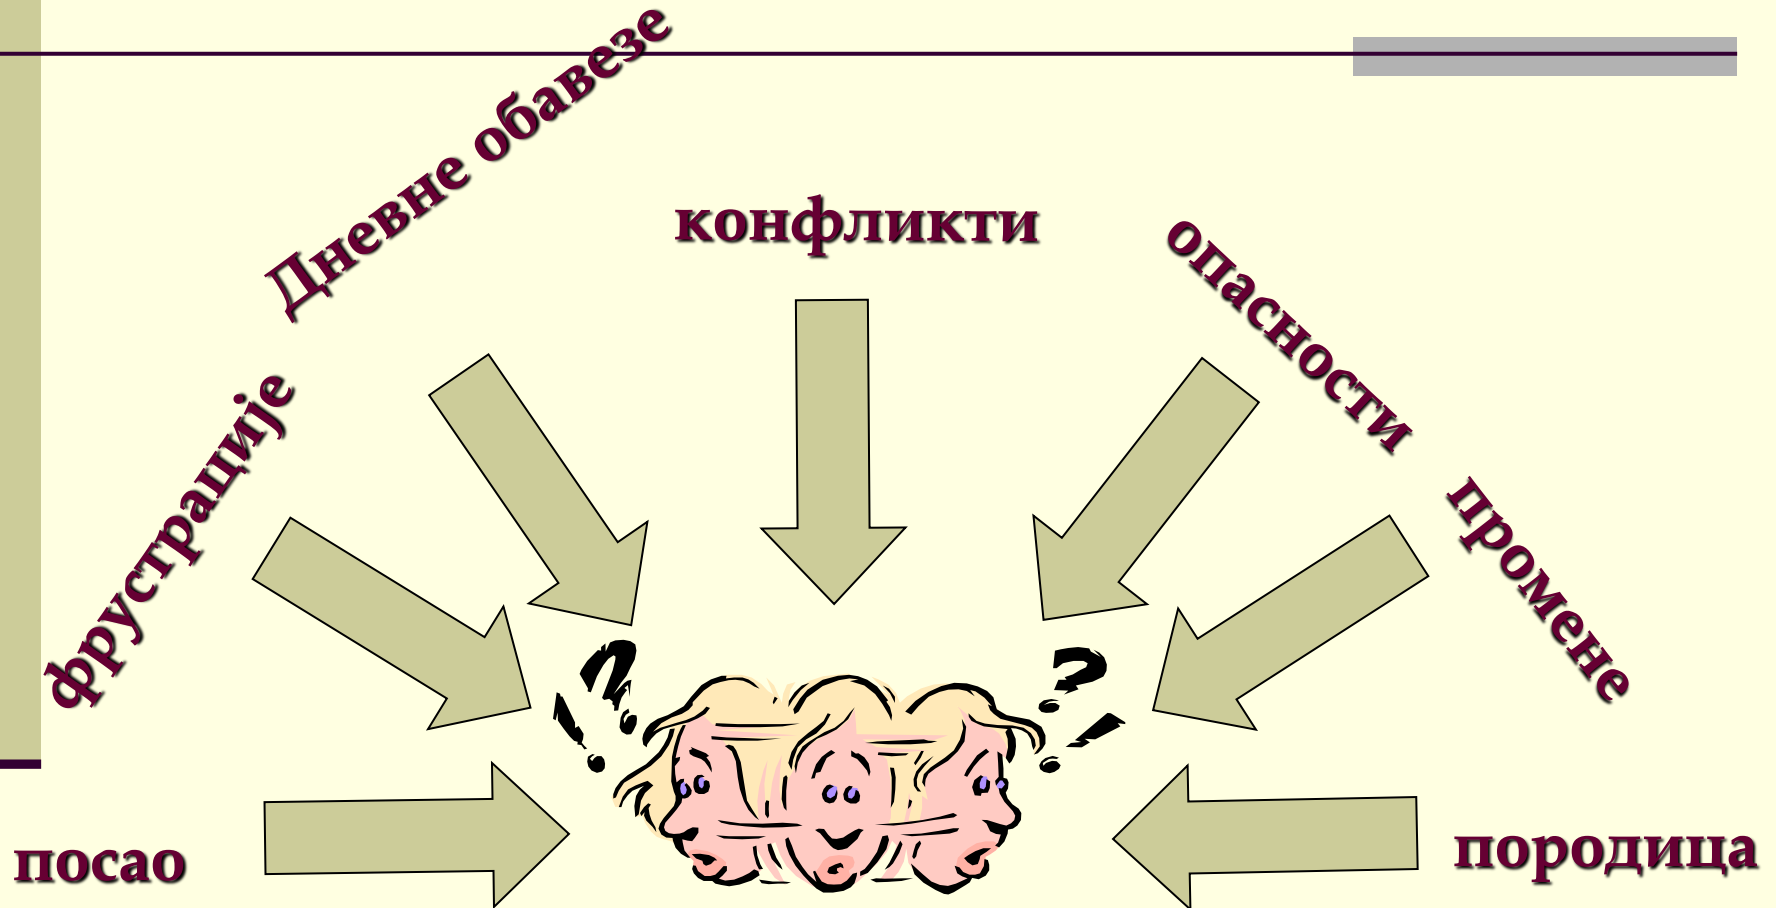 Дневне обавезе
конфликти
опасности
фрустрације
промене
посао
породица
? !
? !